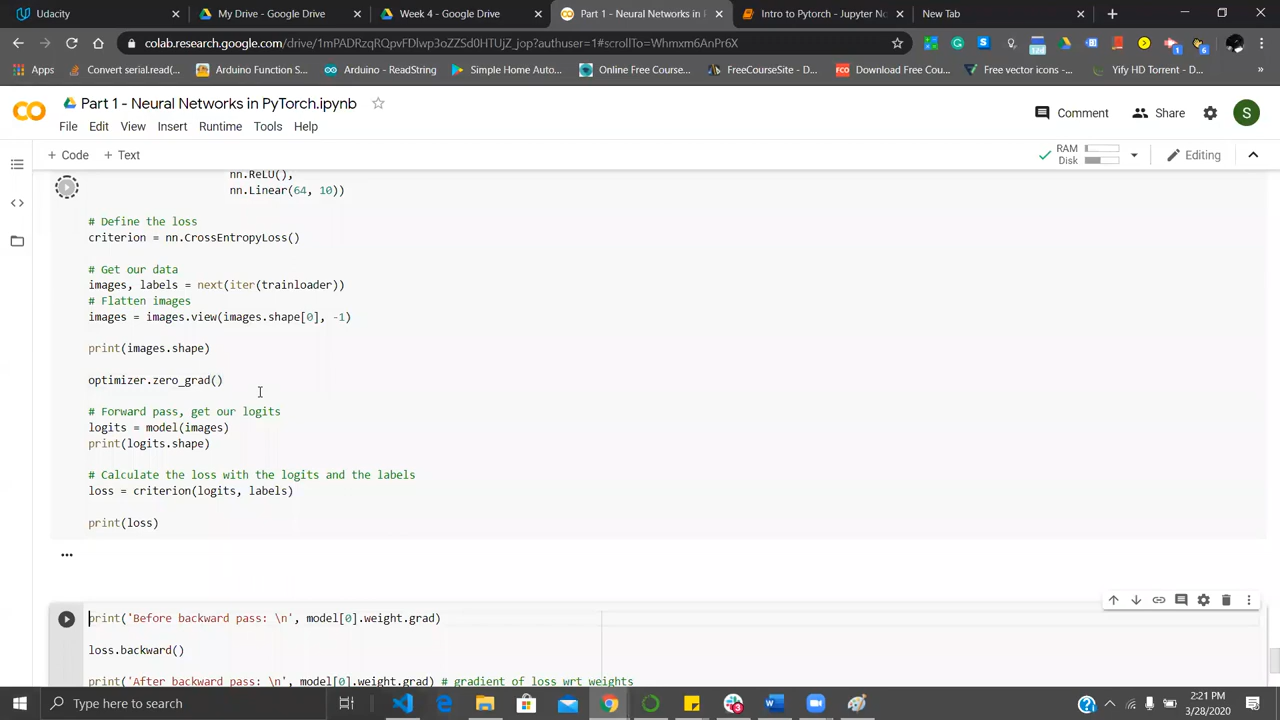 Udacity
My Drive - Google Drive
Week 4 - Google Drive
Part 1 - Neural Networks in
Intro to Pytorch - Jupyter No
New Tab
colab.research.google.com/drive/1mPADRzqRQpvFDlwp3oZZSd0HTUjZ_jop?authuser=1#scrollTo=Whmxm6AnPr6X
Apps
Convert serial.read(...
Arduino Function S...
Arduino - ReadString
Simple Home Auto...
Online Free Course...
FreeCourseSite - Do...
FCO Download Free Cou...
Free vector icons -...
Yify HD Torrent - D...
CO Part 1 - Neural Networks in PyTorch.ipynb
Comment Share S
File Edit View Insert Runtime Tools Help
+ Code + Text
RAM
Disk
Editing
nn.ReLU(),
nn.Linear(64, 10))
# Define the loss
criterion = nn.CrossEntropyLoss()
# Get our data
images, labels = next(iter(trainloader))
# Flatten images
images = images.view(images.shape[0], -1)
print(images.shape)
optimizer.zero_grad()
# Forward pass, get our logits
logits = model(images)
print(logits.shape)
# Calculate the loss with the logits and the labels
loss = criterion(logits, labels)
print(loss)
...
print('Before backward pass: \n', model[0].weight.grad)
loss.backward()
print('After backward pass: \n', model[0].weight.grad) # gradient of loss wrt weights
Type here to search
2:21 PM
3/28/2020